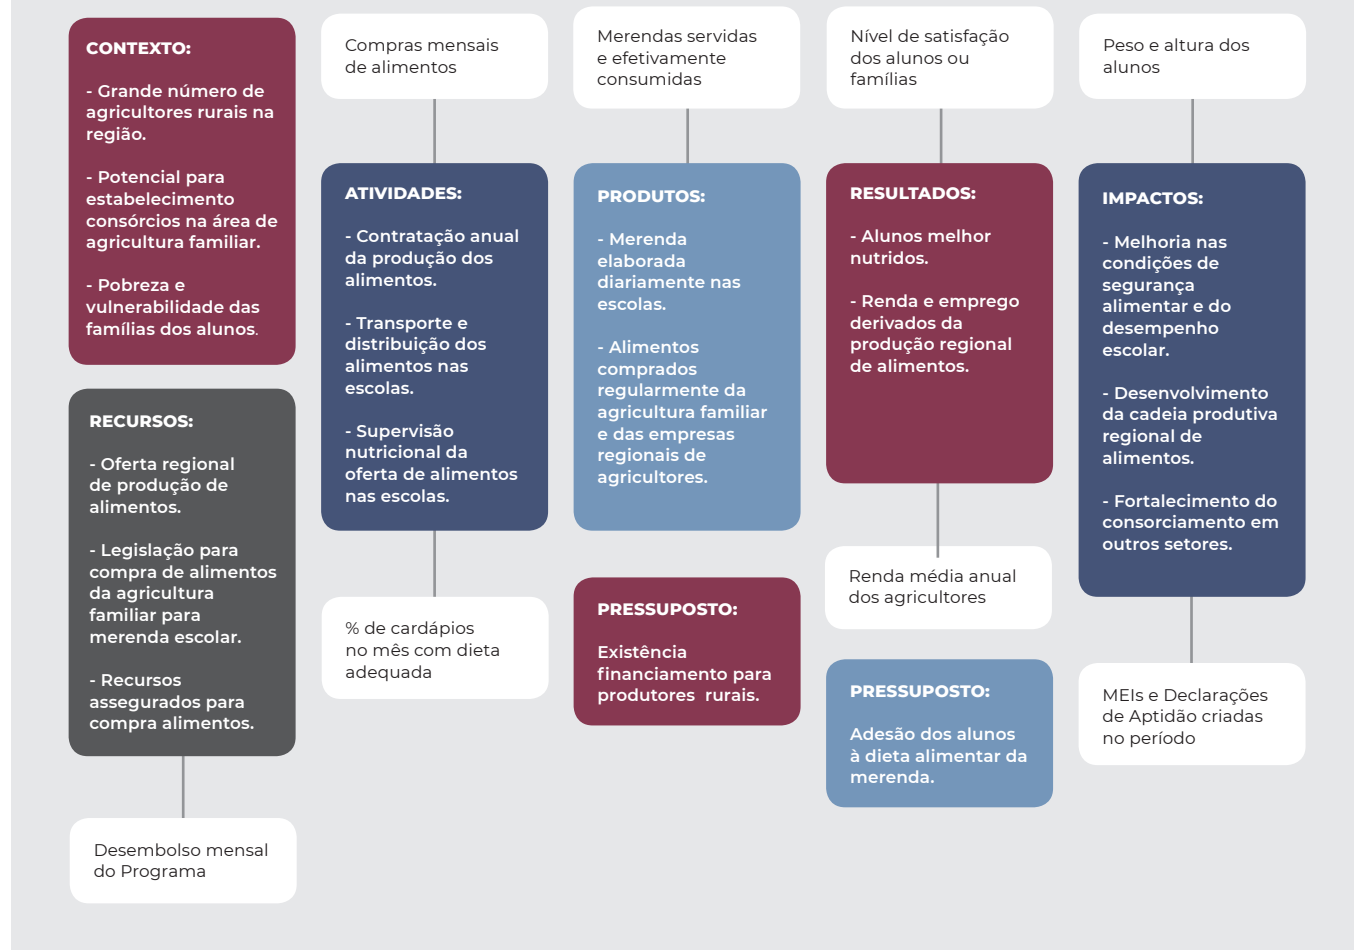 CONTEXTO:
- Grande número de
agricultores rurais na
região.
- Potencial para
estabelecimento
consórcios na área de
agricultura familiar.
- Pobreza e
vulnerabilidade das
famílias dos alunos.
RECURSOS:
- Oferta regional
de produção de
alimentos.
- Legislação para
compra de alimentos
da agricultura
familiar para
merenda escolar.
- Recursos
assegurados para
compra alimentos.
Desembolso mensal
do Programa
Compras mensais
de alimentos
ATIVIDADES:
- Contratação anual
da produção dos
alimentos.
- Transporte e
distribuição dos
alimentos nas
escolas.
- Supervisão
nutricional da
oferta de alimentos
nas escolas.
% de cardápios
no mês com dieta
adequada
Merendas servidas
e efetivamente
consumidas
PRODUTOS:
- Merenda
elaborada
diariamente nas
escolas.
- Alimentos
comprados
regularmente da
agricultura familiar
e das empresas
regionais de
agricultores.
PRESSUPOSTO:
Existência
financiamento para
produtores  rurais.
Nível de satisfação
dos alunos ou
famílias
RESULTADOS:
- Alunos melhor
nutridos.
- Renda e emprego
derivados da
produção regional
de alimentos.
Renda média anual
dos agricultores
PRESSUPOSTO:
Adesão dos alunos
à dieta alimentar da
merenda.
Peso e altura dos
alunos
IMPACTOS:
- Melhoria nas
condições de
segurança
alimentar e do
desempenho
escolar.
- Desenvolvimento
da cadeia produtiva
regional de
alimentos.
- Fortalecimento do
consorciamento em
outros setores.
MEIs e Declarações
de Aptidão criadas
no período